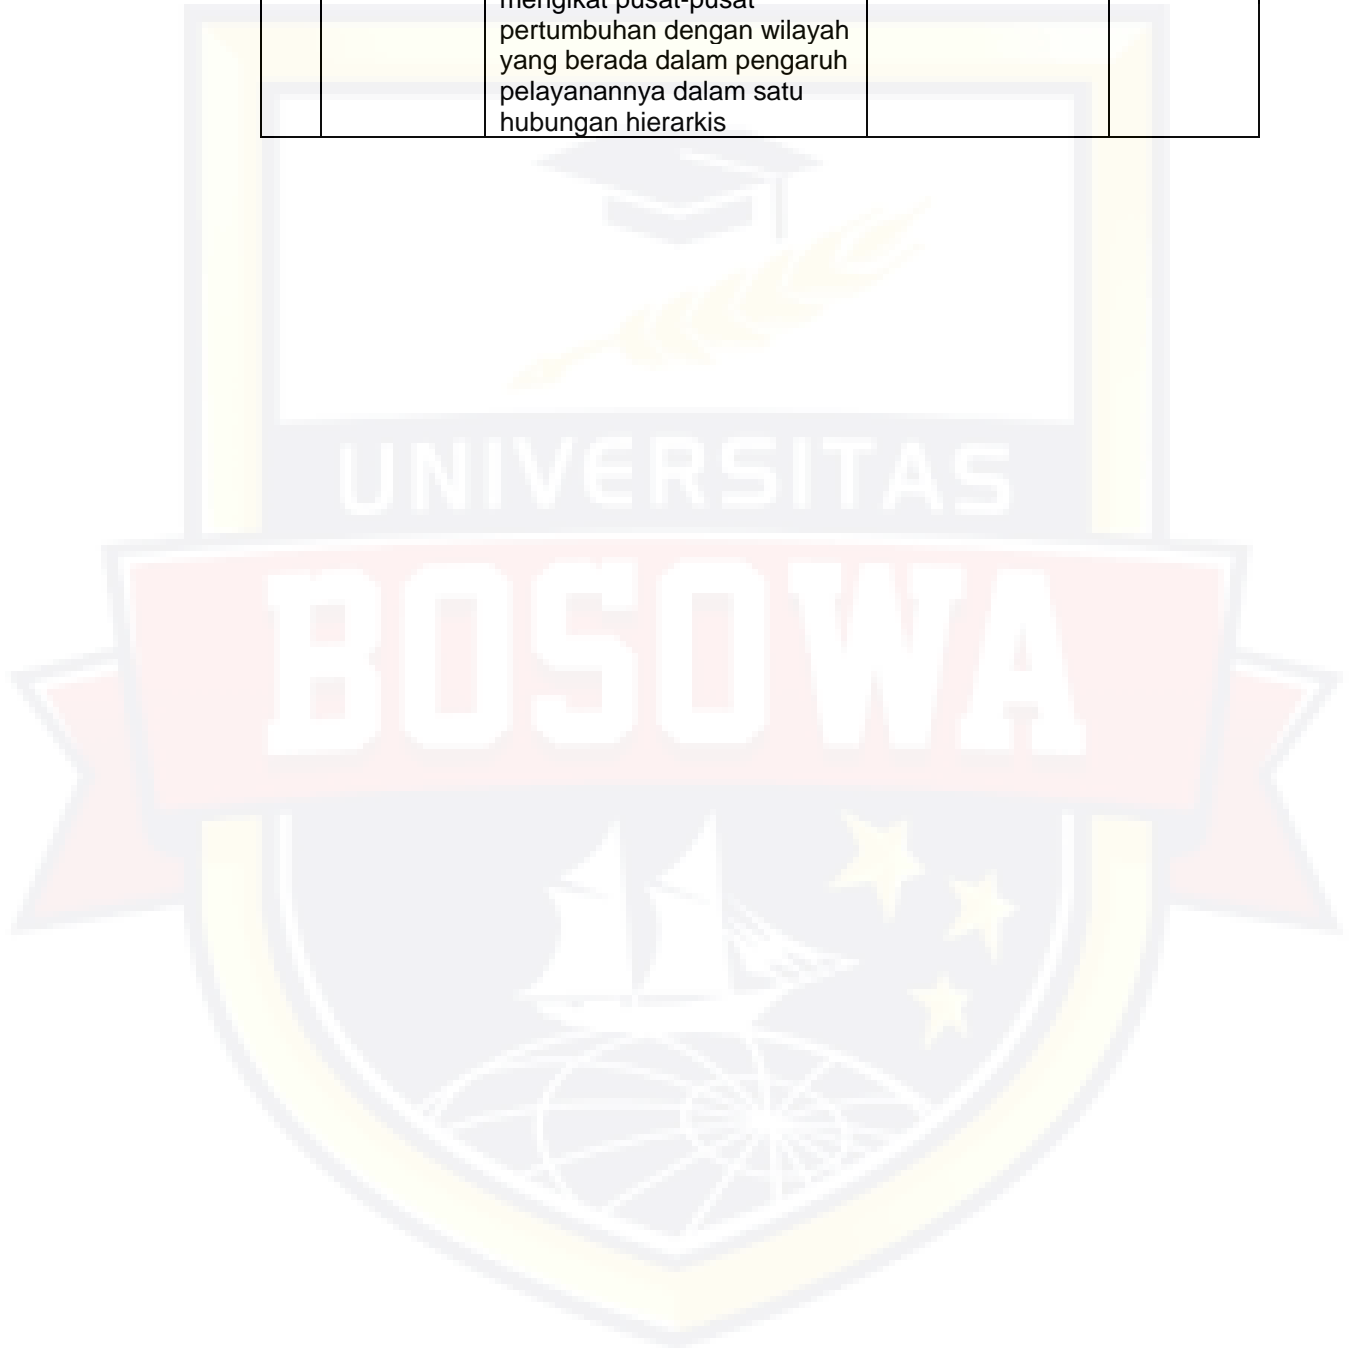 mengikat pusat-pusat
pertumbuhan dengan wilayah
yang berada dalam pengaruh
pelayanannya dalam satu
hubungan hierarkis
UNIVERSITAS
BOSOWA